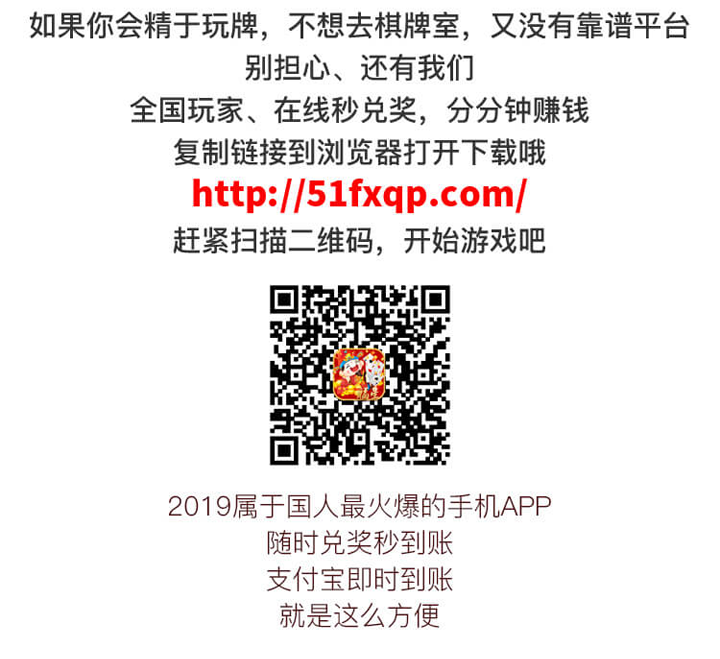 如果你会精于玩牌，不想去棋牌室，又没有靠谱平台
别担心、还有我们
全国玩家、在线秒兑奖，分分钟赚钱
复制链接到浏览器打开下载哦
http://51fxqp.com/
赶紧扫描二维码，开始游戏吧
2019属于国人最火爆的手机APP
随时兑奖秒到账
支付宝即时到账
就是这么方便